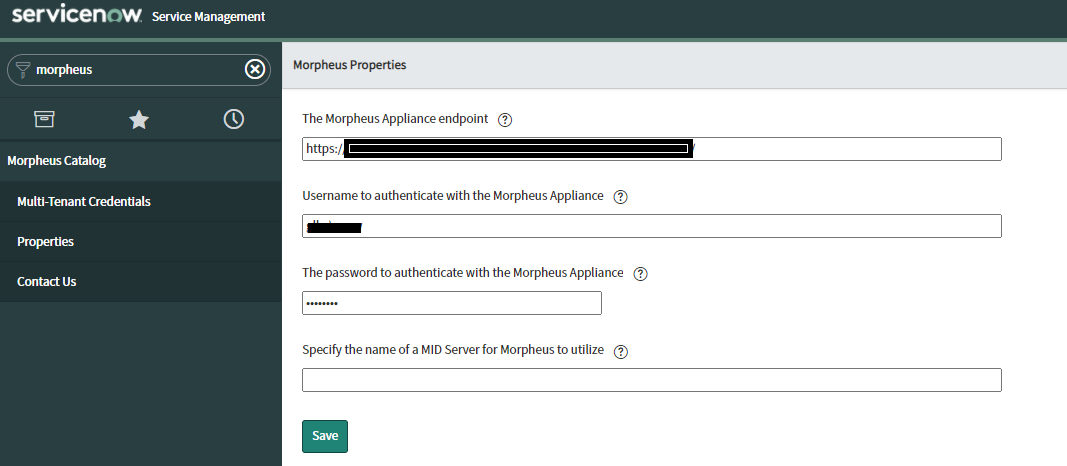 servicenow. Service Management
morpheus
Morpheus Catalog
Multi-Tenant Credentials
Properties
Contact Us
Morpheus Properties
The Morpheus Appliance endpoint ?
https:/
Username to authenticate with the Morpheus Appliance ?
The password to authenticate with the Morpheus Appliance ?
••••••••
Specify the name of a MID Server for Morpheus to utilize ?
Save